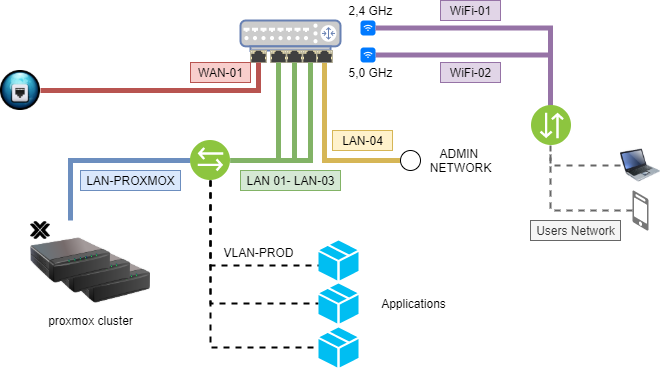 2,4 GHz
WiFi-01
WAN-01
5,0 GHz
WiFi-02
LAN-04
ADMIN
NETWORK
LAN-PROXMOX
LAN 01- LAN-03
Users Network
VLAN-PROD
Applications
proxmox cluster